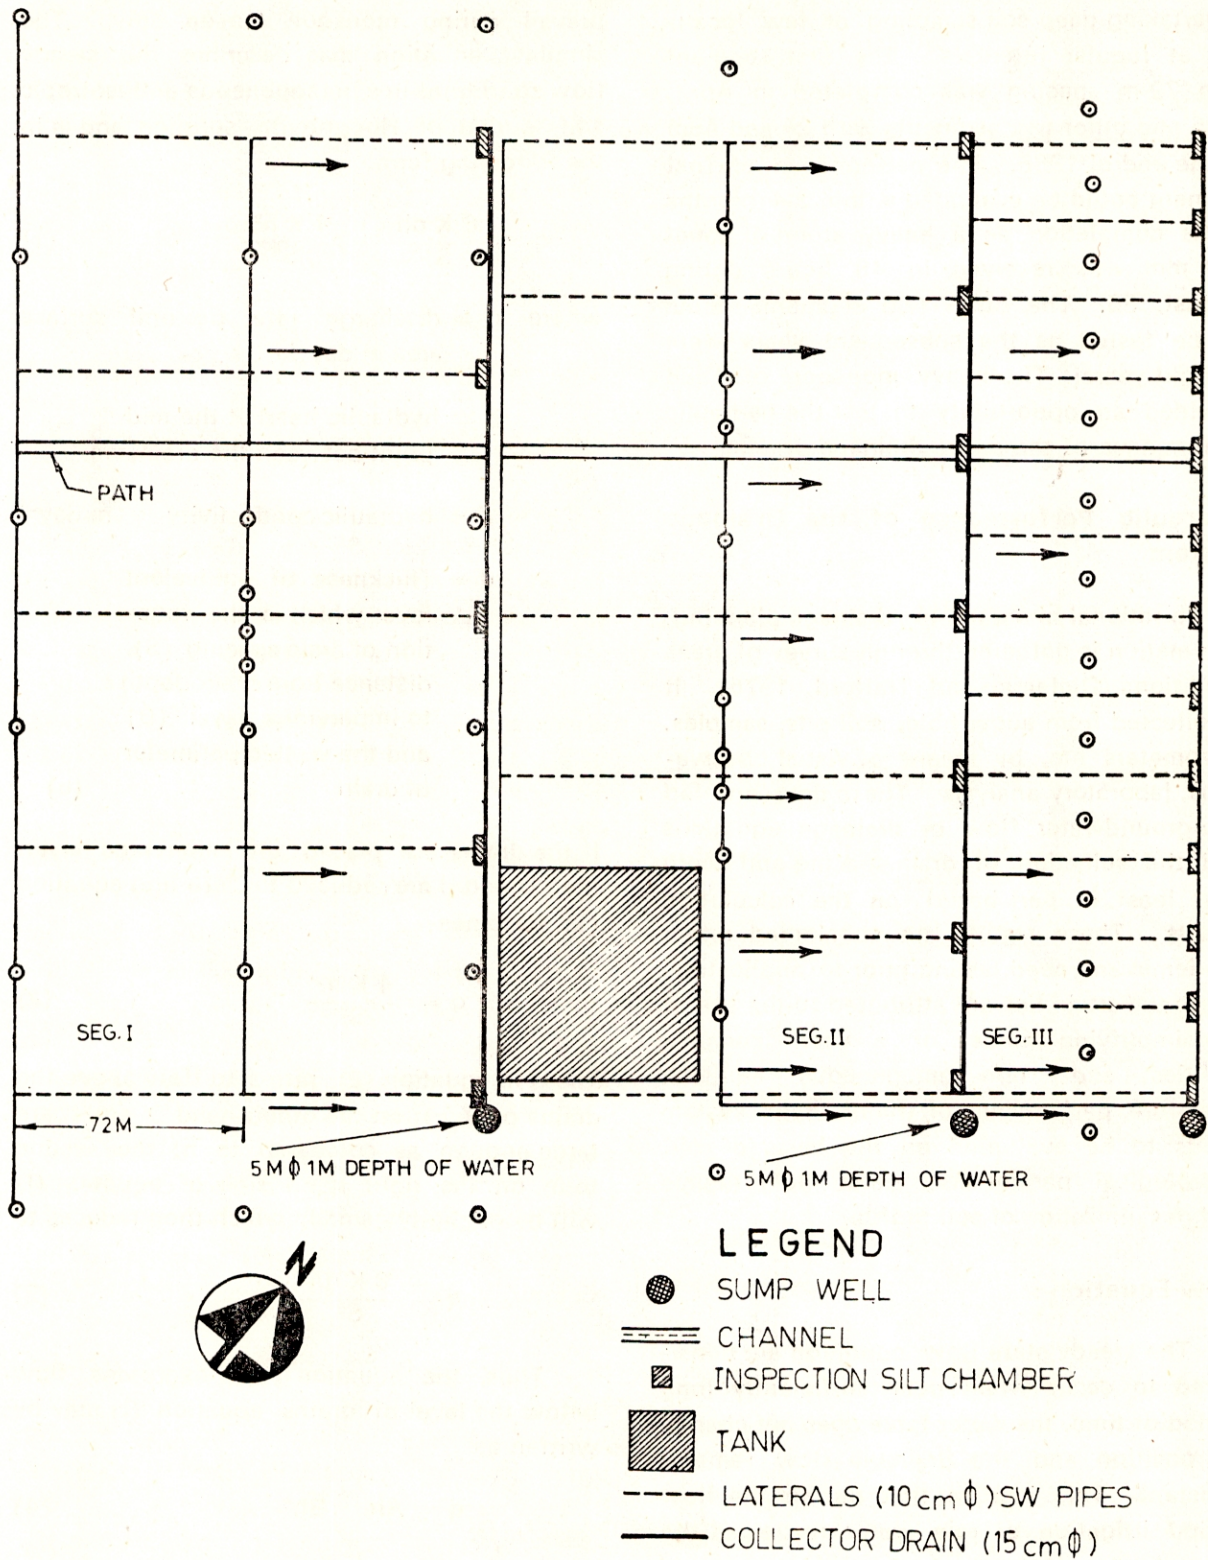 PATH
SEG. I
SEG. II
SEG. III
72M
5M ϕ 1M DEPTH OF WATER
5M ϕ 1M DEPTH OF WATER
N
LEGEND
SUMP WELL
CHANNEL
INSPECTION SILT CHAMBER
TANK
LATERALS (10 cm ϕ) SW PIPES
COLLECTOR DRAIN (15 cm ϕ)